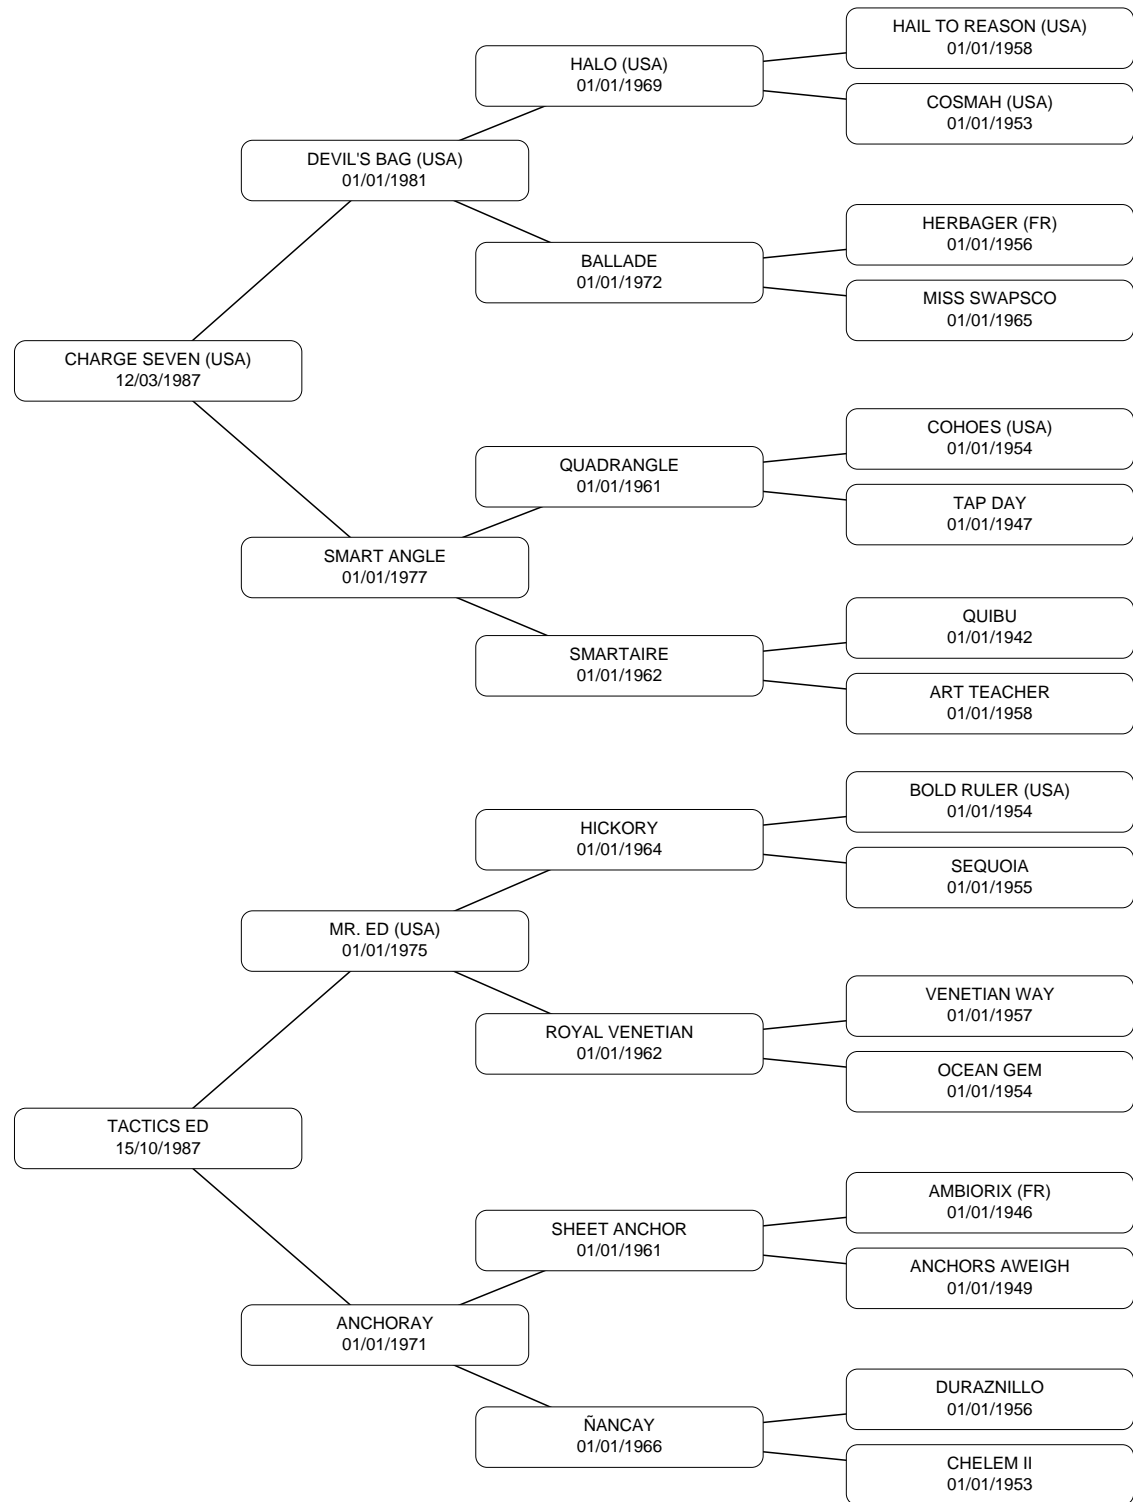 HAIL TO REASON (USA)
01/01/1958
HALO (USA)
01/01/1969
COSMAH (USA)
01/01/1953
DEVIL'S BAG (USA)
01/01/1981
HERBAGER (FR)
01/01/1956
BALLADE
01/01/1972
MISS SWAPSCO
01/01/1965
CHARGE SEVEN (USA)
12/03/1987
COHOES (USA)
01/01/1954
QUADRANGLE
01/01/1961
TAP DAY
01/01/1947
SMART ANGLE
01/01/1977
QUIBU
01/01/1942
SMARTAIRE
01/01/1962
ART TEACHER
01/01/1958
BOLD RULER (USA)
01/01/1954
HICKORY
01/01/1964
SEQUOIA
01/01/1955
MR. ED (USA)
01/01/1975
VENETIAN WAY
01/01/1957
ROYAL VENETIAN
01/01/1962
OCEAN GEM
01/01/1954
TACTICS ED
15/10/1987
AMBIORIX (FR)
01/01/1946
SHEET ANCHOR
01/01/1961
ANCHORS AWEIGH
01/01/1949
ANCHORAY
01/01/1971
DURAZNILLO
01/01/1956
ÑANCAY
01/01/1966
CHELEM II
01/01/1953